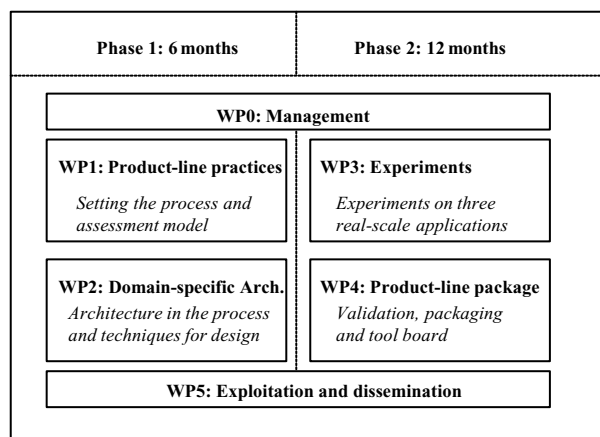 Phase 1: 6 months
Phase 2: 12 months
WP0: Management
WP1: Product-line practices
Setting the process and
assessment model
WP3: Experiments
Experiments on three
real-scale applications
WP2: Domain-specific Arch.
Architecture in the process
and techniques for design
WP4: Product-line package
Validation, packaging
and tool board
WP5: Exploitation and dissemination